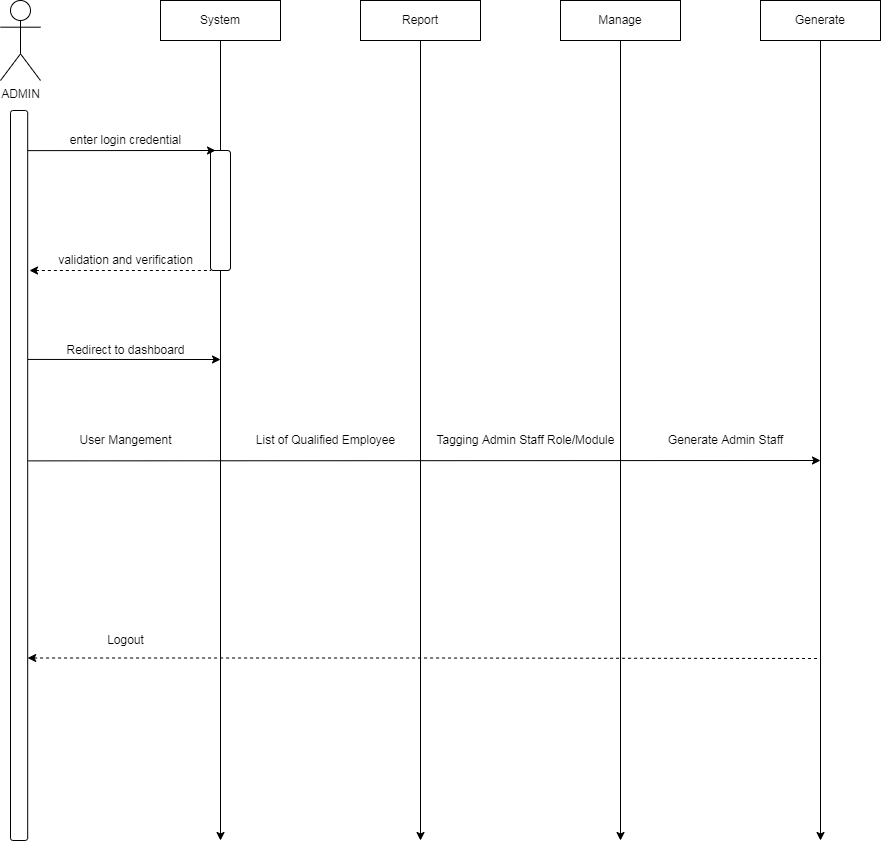 System
Report
Manage
Generate
ADMIN
enter login credential
validation and verification
Redirect to dashboard
User Mangement
List of Qualified Employee
Tagging Admin Staff Role/Module
Generate Admin Staff
Logout